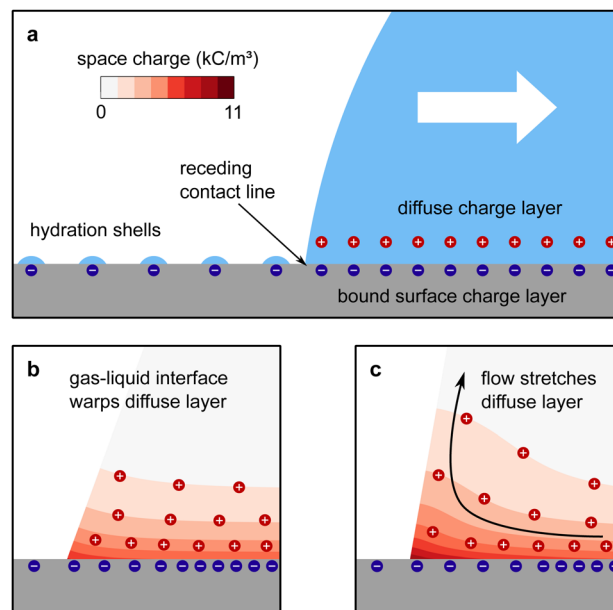 a
space charge (kC/m³)
0 11
receding
contact line
hydration shells
diffuse charge layer
bound surface charge layer
b
gas-liquid interface
warps diffuse layer
c
flow stretches
diffuse layer